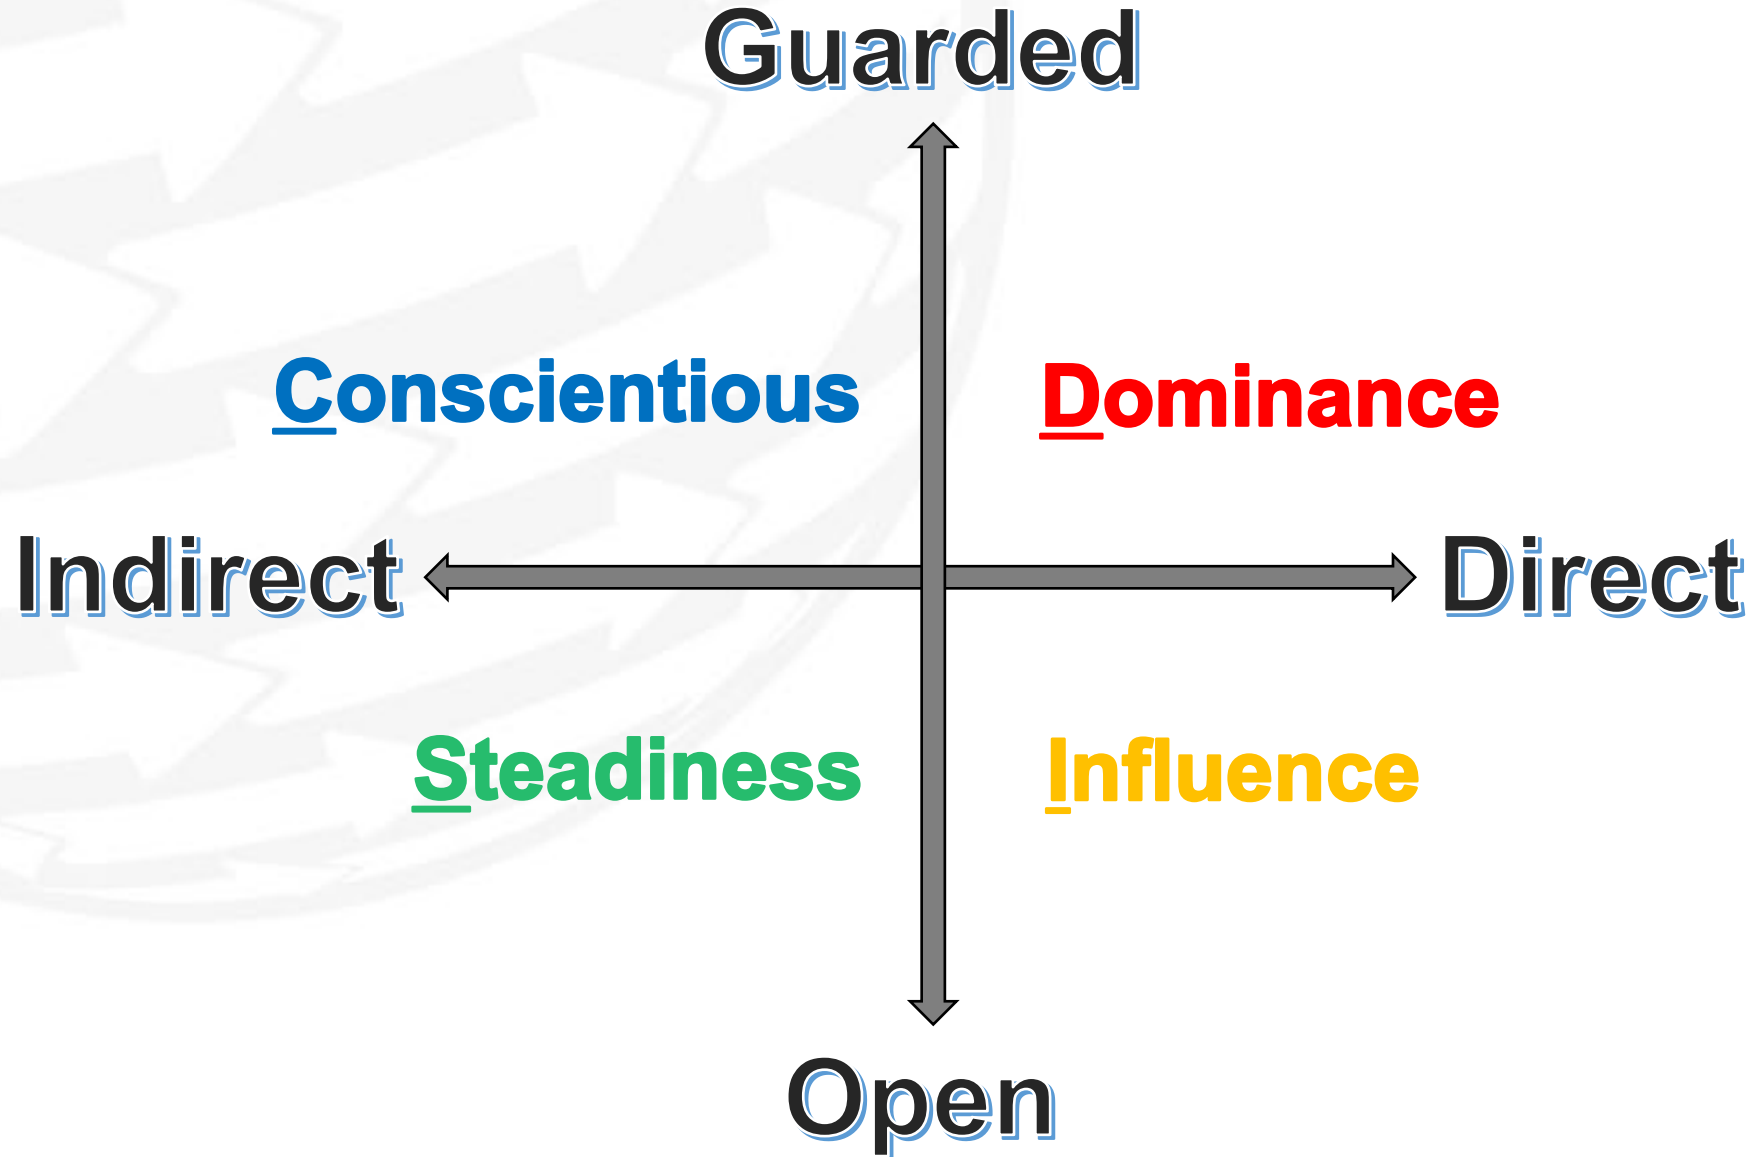 Guarded
Conscientious
Dominance
Indirect
Direct
Steadiness
Influence
Open